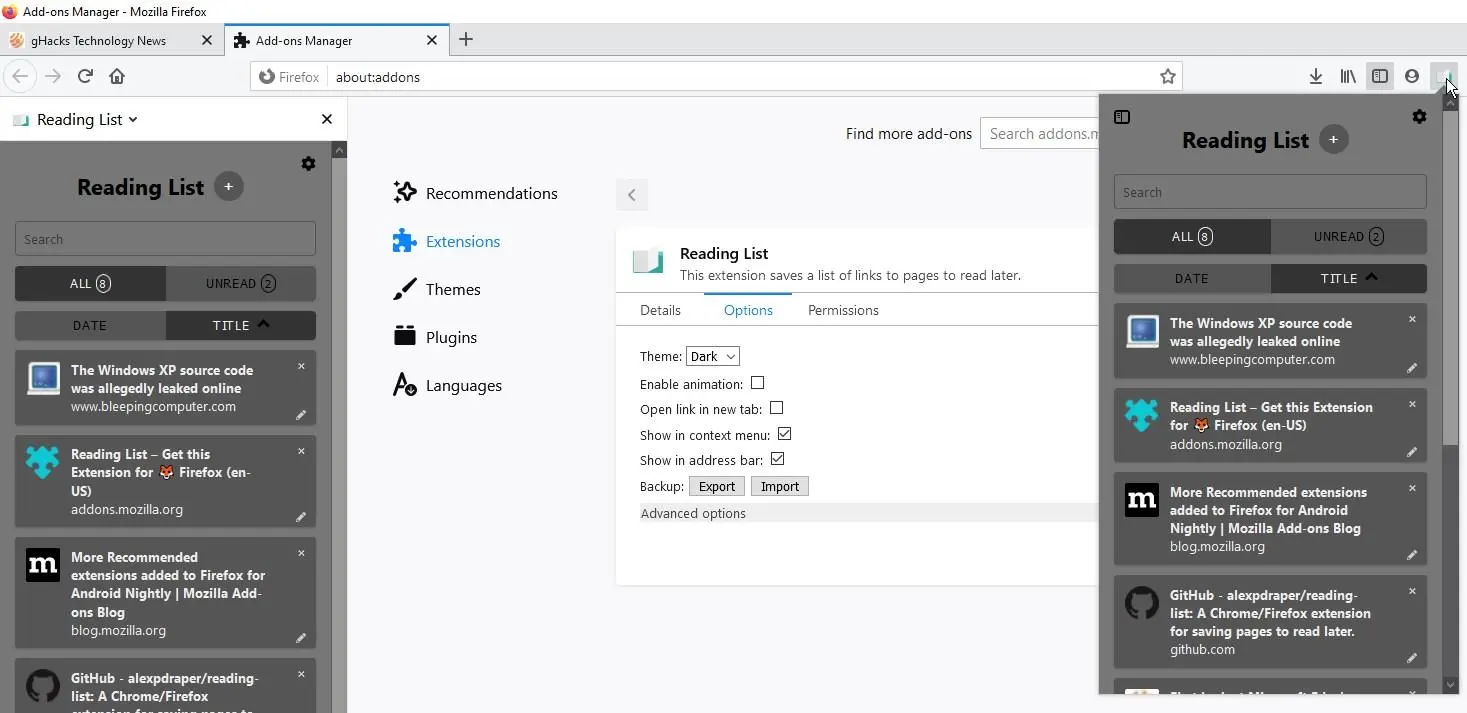 Add-ons Manager - Mozilla Firefox
gHacks Technology News
Add-ons Manager
Firefox
about:addons
Reading List
Reading List
Search
ALL 8
UNREAD 2
DATE
TITLE
The Windows XP source code
was allegedly leaked online
www.bleepingcomputer.com
Reading List – Get this
Extension for 🦊 Firefox (en-
US)
addons.mozilla.org
m
More Recommended
extensions added to Firefox for
Android Nightly | Mozilla Add-
ons Blog
blog.mozilla.org
GitHub - alexpdraper/reading-
list: A Chrome/Firefox
extension for saving pages to
Recommendations
Extensions
Themes
Plugins
Languages
Find more add-ons
Search addons.m
Reading List
This extension saves a list of links to pages to read later.
Details
Options
Permissions
Theme: Dark
Enable animation:
Open link in new tab:
Show in context menu:
Show in address bar:
Backup: Export Import
Advanced options
Reading List
Search
ALL 8
UNREAD 2
DATE
TITLE
The Windows XP source code
was allegedly leaked online
www.bleepingcomputer.com
Reading List – Get this Extension
for 🦊 Firefox (en-US)
addons.mozilla.org
m
More Recommended extensions
added to Firefox for Android
Nightly | Mozilla Add-ons Blog
blog.mozilla.org
GitHub - alexpdraper/reading-
list: A Chrome/Firefox extension
for saving pages to read later.
github.com